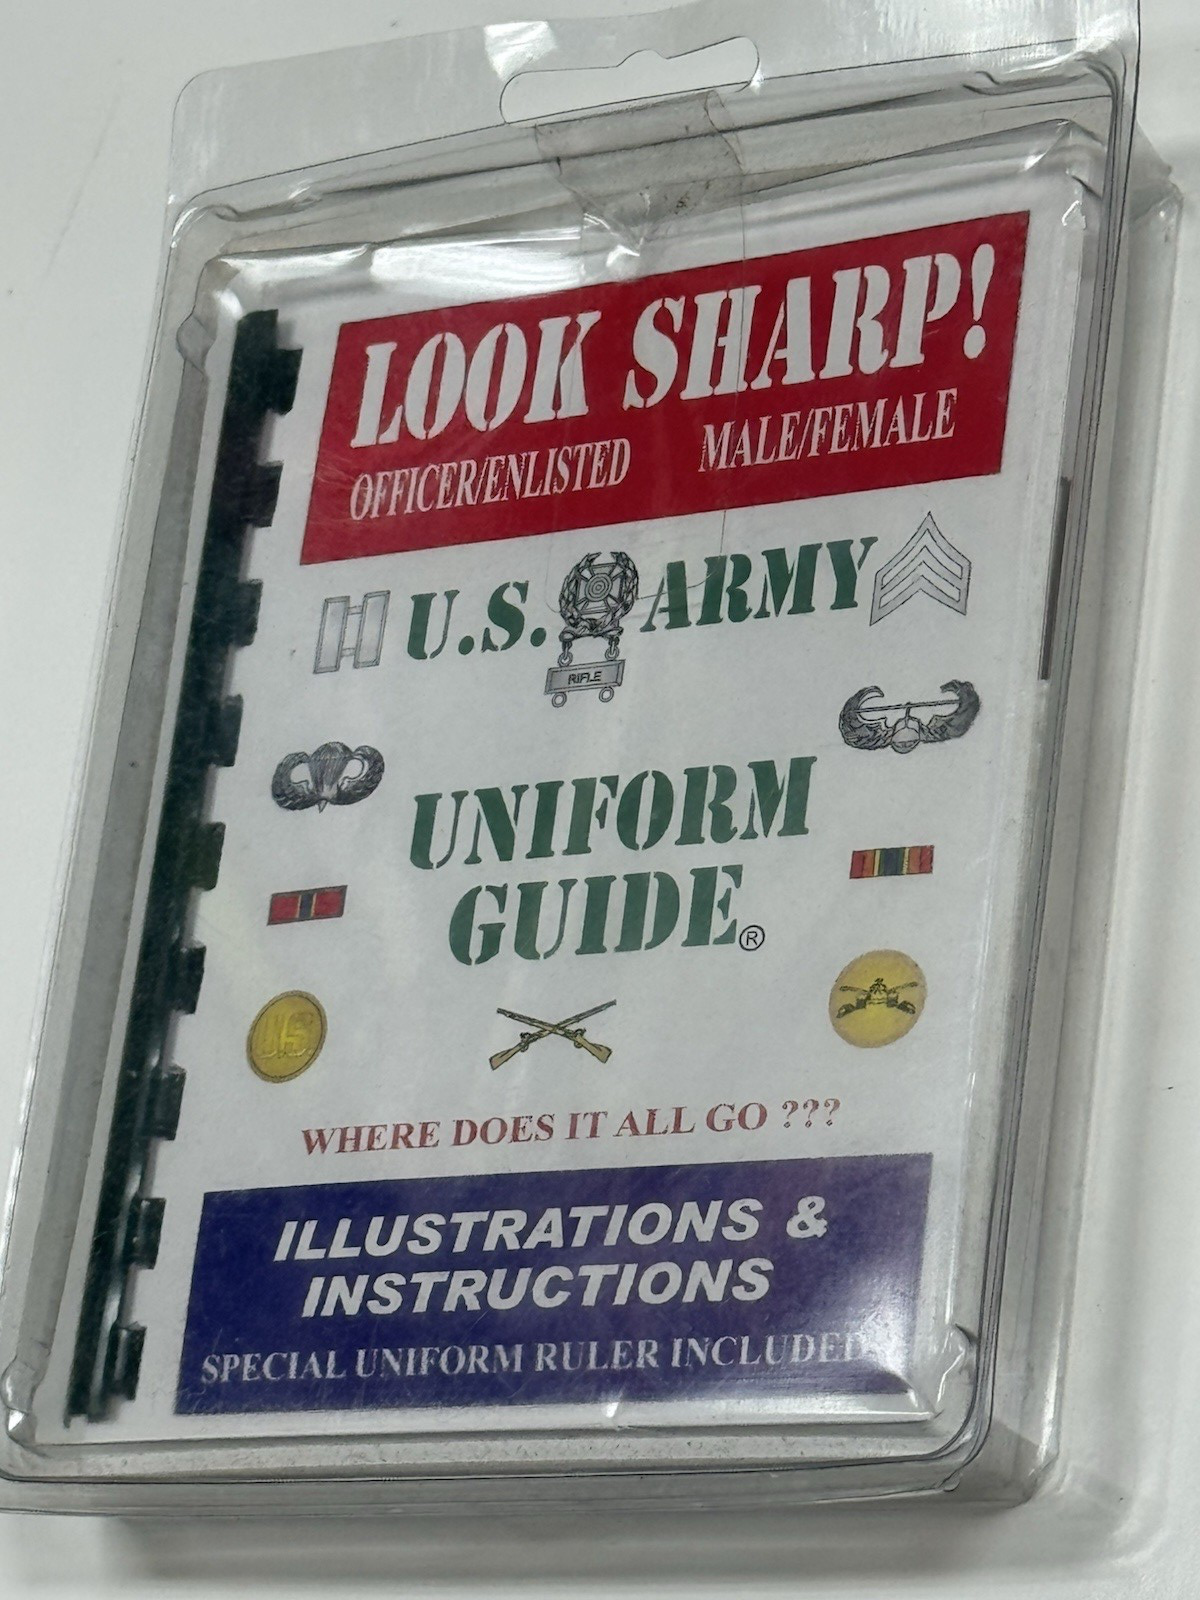 LOOK SHARP!
OFFICER/ENLISTED MALE/FEMALE
U.S. ARMY
RIFLE
UNIFORM
GUIDE®
U.S.
WHERE DOES IT ALL GO ???
ILLUSTRATIONS &
INSTRUCTIONS
SPECIAL UNIFORM RULER INCLUDED